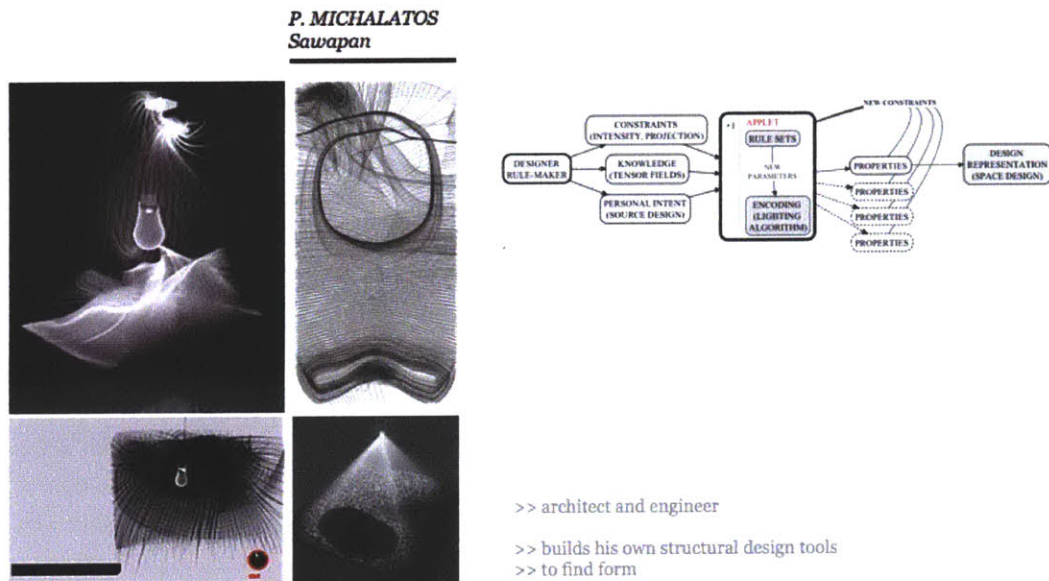 P. MICHALATOS
Sawapan
DESIGNER
RULE-MAKER
CONSTRAINTS
(INTENSITY, PROJECTION)
KNOWLEDGE
(TENSOR FIELDS)
PERSONAL INTENT
(SOURCE DESIGN)
APPLET
RULE SETS
NEW
PARAMETERS
ENCODING
(LIGHTING
ALGORITHM)
NEW CONSTRAINTS
PROPERTIES
PROPERTIES
PROPERTIES
PROPERTIES
DESIGN
REPRESENTATION
(SPACE DESIGN)
>> architect and engineer
>> builds his own structural design tools
>> to find form